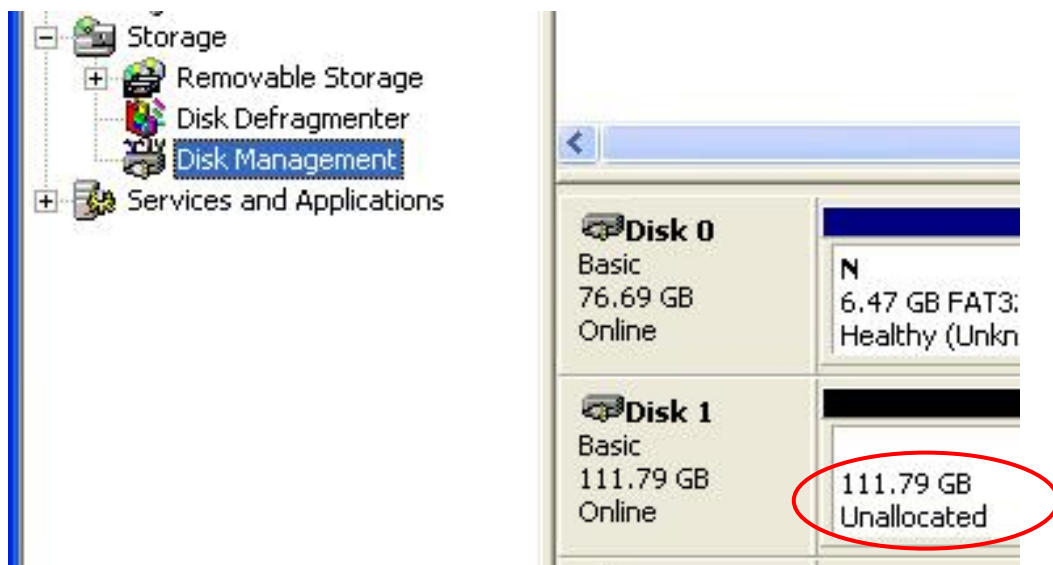 Storage
Removable Storage
Disk Defragmenter
Disk Management
Services and Applications
Disk 0
Basic
76.69 GB
Online
N
6.47 GB FAT3
Healthy (Unkn
Disk 1
Basic
111.79 GB
Online
111.79 GB
Unallocated